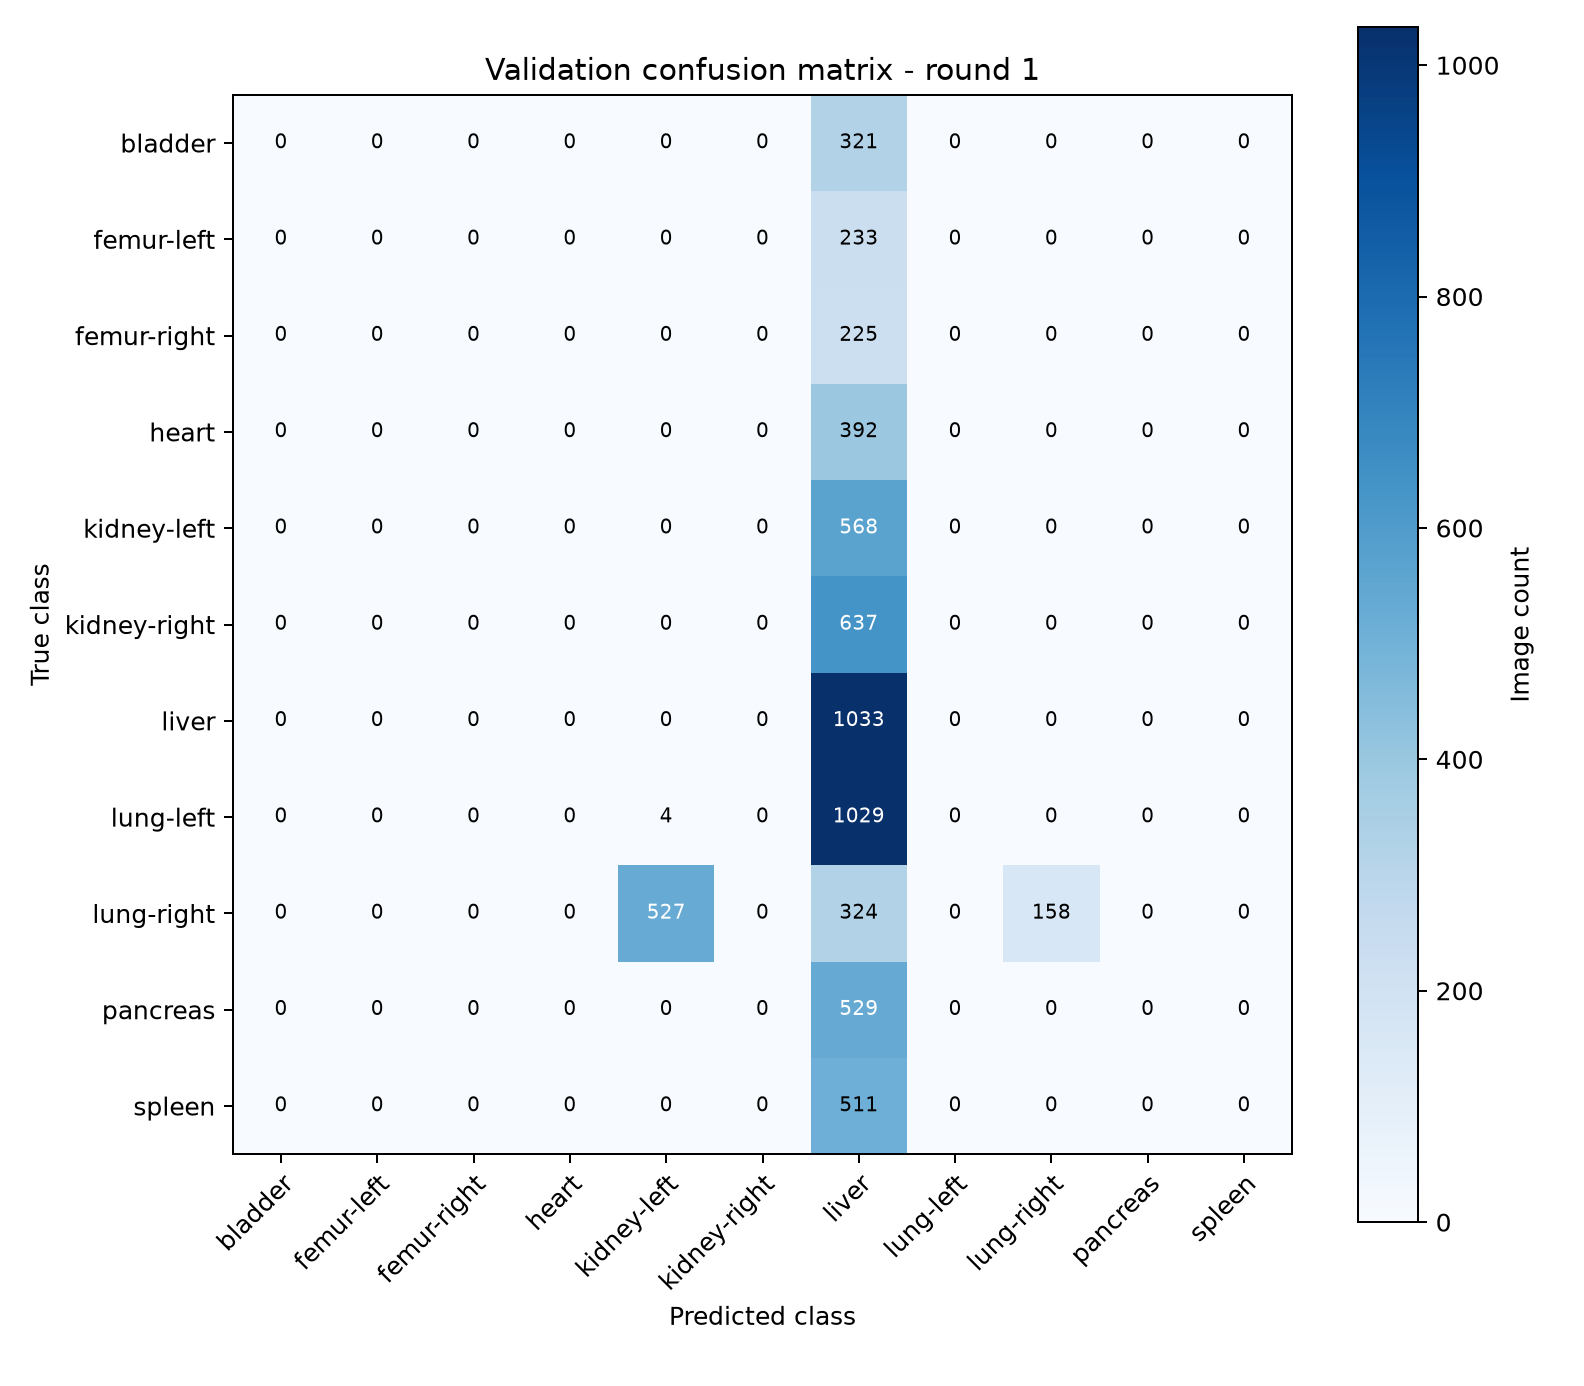 Validation confusion matrix - round 1
bladder 0 0 0 0 0 0 321 0 0 0 0
femur-left 0 0 0 0 0 0 233 0 0 0 0
femur-right 0 0 0 0 0 0 225 0 0 0 0
heart 0 0 0 0 0 0 392 0 0 0 0
kidney-left 0 0 0 0 0 0 568 0 0 0 0
kidney-right 0 0 0 0 0 0 637 0 0 0 0
liver 0 0 0 0 0 0 1033 0 0 0 0
lung-left 0 0 0 0 4 0 1029 0 0 0 0
lung-right 0 0 0 0 527 0 324 0 158 0 0
pancreas 0 0 0 0 0 0 529 0 0 0 0
spleen 0 0 0 0 0 0 511 0 0 0 0
True class
bladder femur-left femur-right heart kidney-left kidney-right liver lung-left lung-right pancreas spleen
Predicted class
1000
800
600
400
200
0
Image count